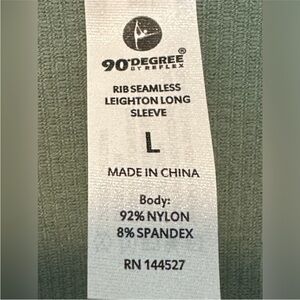 90°DEGREE®
BY REFLEX
RIB SEAMLESS
LEIGHTON LONG
SLEEVE
L
MADE IN CHINA
Body:
92% NYLON
8% SPANDEX
RN 144527